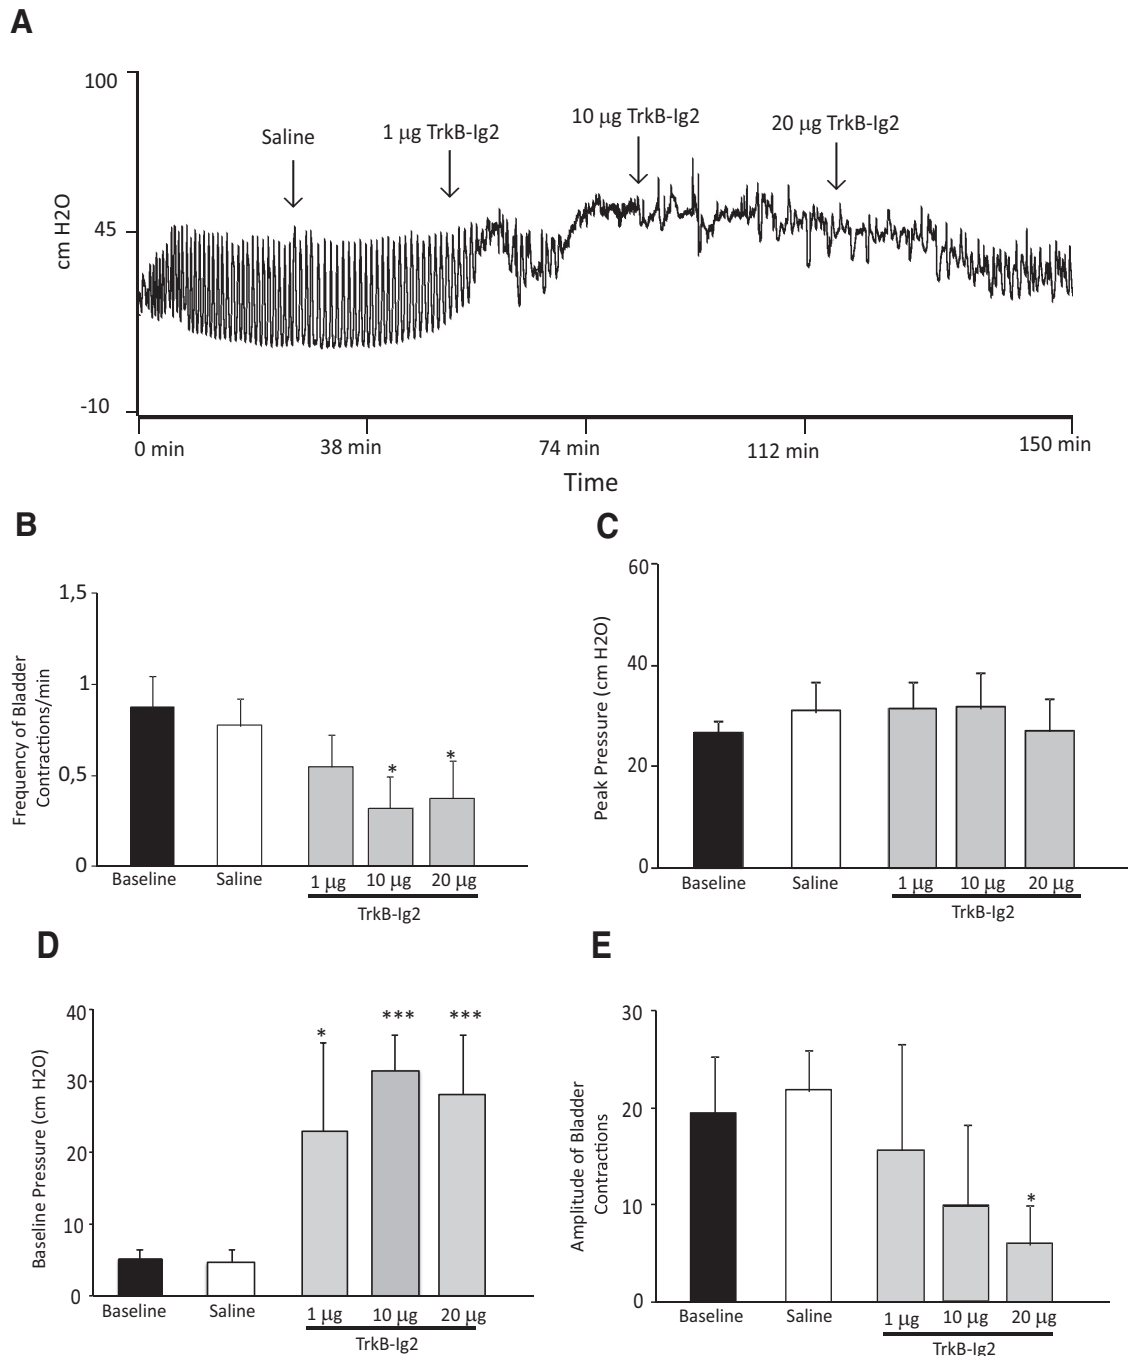 A
100
45
-10
cm H2O
Saline
1 µg TrkB-Ig2
10 µg TrkB-Ig2
20 µg TrkB-Ig2
0 min
38 min
74 min
112 min
150 min
Time
B
Frequency of Bladder
Contractions/min
1,5
1
0,5
0
*
*
Baseline
Saline
1 µg
10 µg
20 µg
TrkB-Ig2
C
Peak Pressure (cm H2O)
60
40
20
0
Baseline
Saline
1 µg
10 µg
20 µg
TrkB-Ig2
D
Baseline Pressure (cm H2O)
40
30
20
10
0
*
***
***
Baseline
Saline
1 µg
10 µg
20 µg
TrkB-Ig2
E
Amplitude of Bladder
Contractions
30
20
10
0
*
Baseline
Saline
1 µg
10 µg
20 µg
TrkB-Ig2